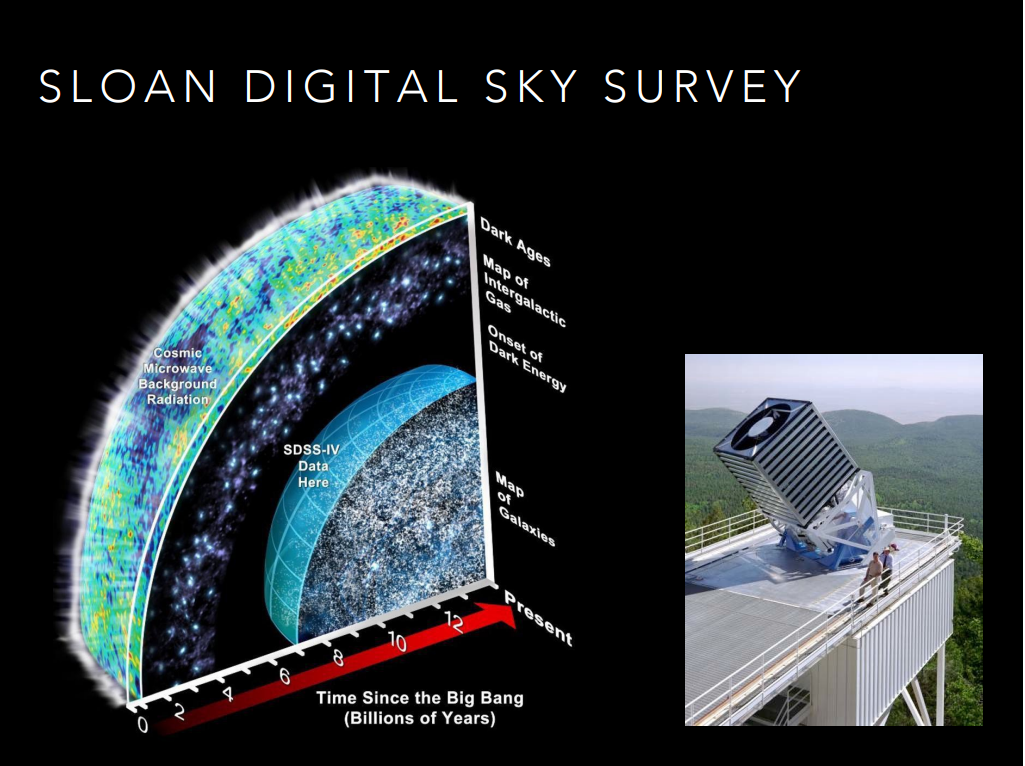 SLOAN DIGITAL SKY SURVEY
Dark Ages
Map of
Intergalactic
Gas
Onset of
Dark Energy
Cosmic
Microwave
Background
Radiation
SDSS-IV
Data
Here
Map
of
Galaxies
Present
0 2 4 6 8 10 12
Time Since the Big Bang
(Billions of Years)